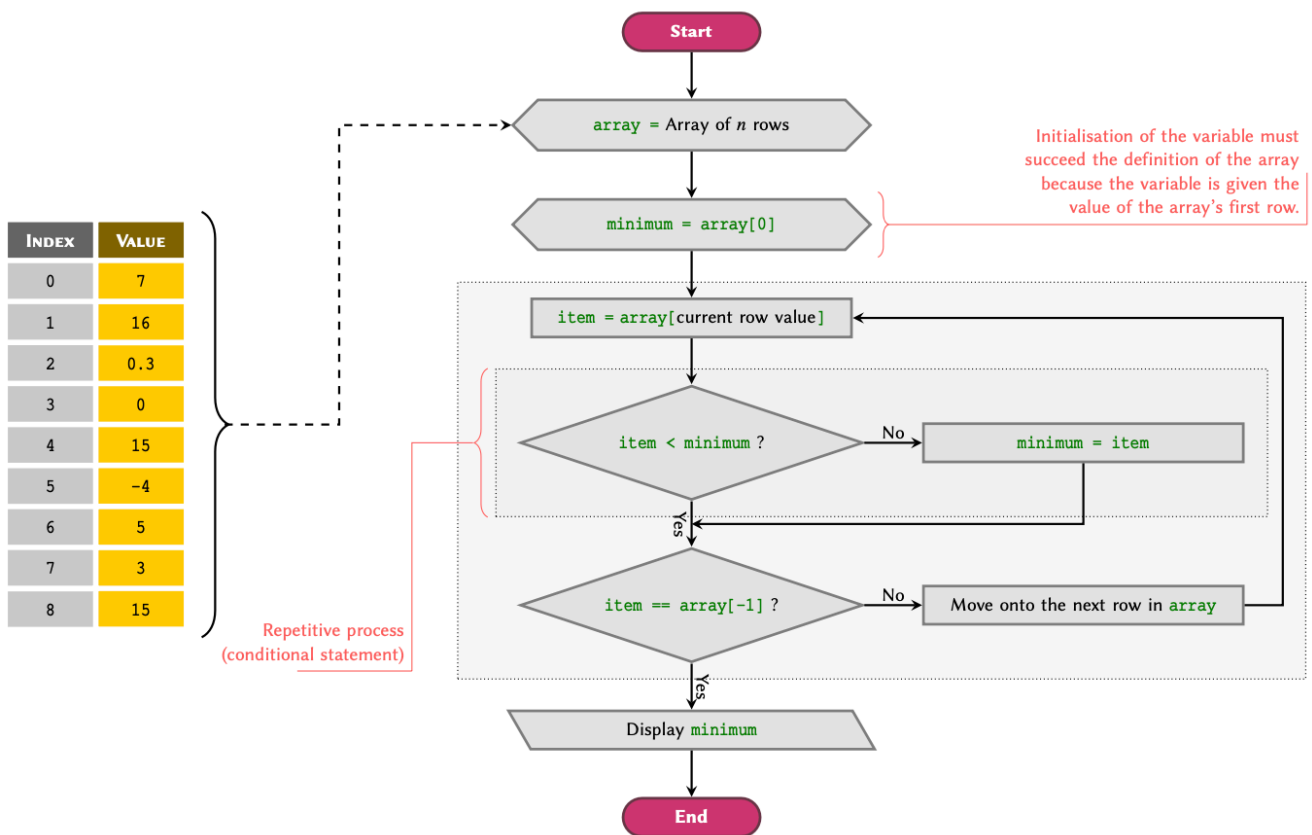 Start
array = Array of n rows
Initialisation of the variable must
succeed the definition of the array
because the variable is given the
value of the array's first row.
minimum = array[0]
INDEX VALUE
0 7
1 16
2 0.3
3 0
4 15
5 -4
6 5
7 3
8 15
item = array[current row value]
item < minimum ?
No
minimum = item
Yes
item == array[-1] ?
No
Move onto the next row in array
Repetitive process
(conditional statement)
Yes
Display minimum
End